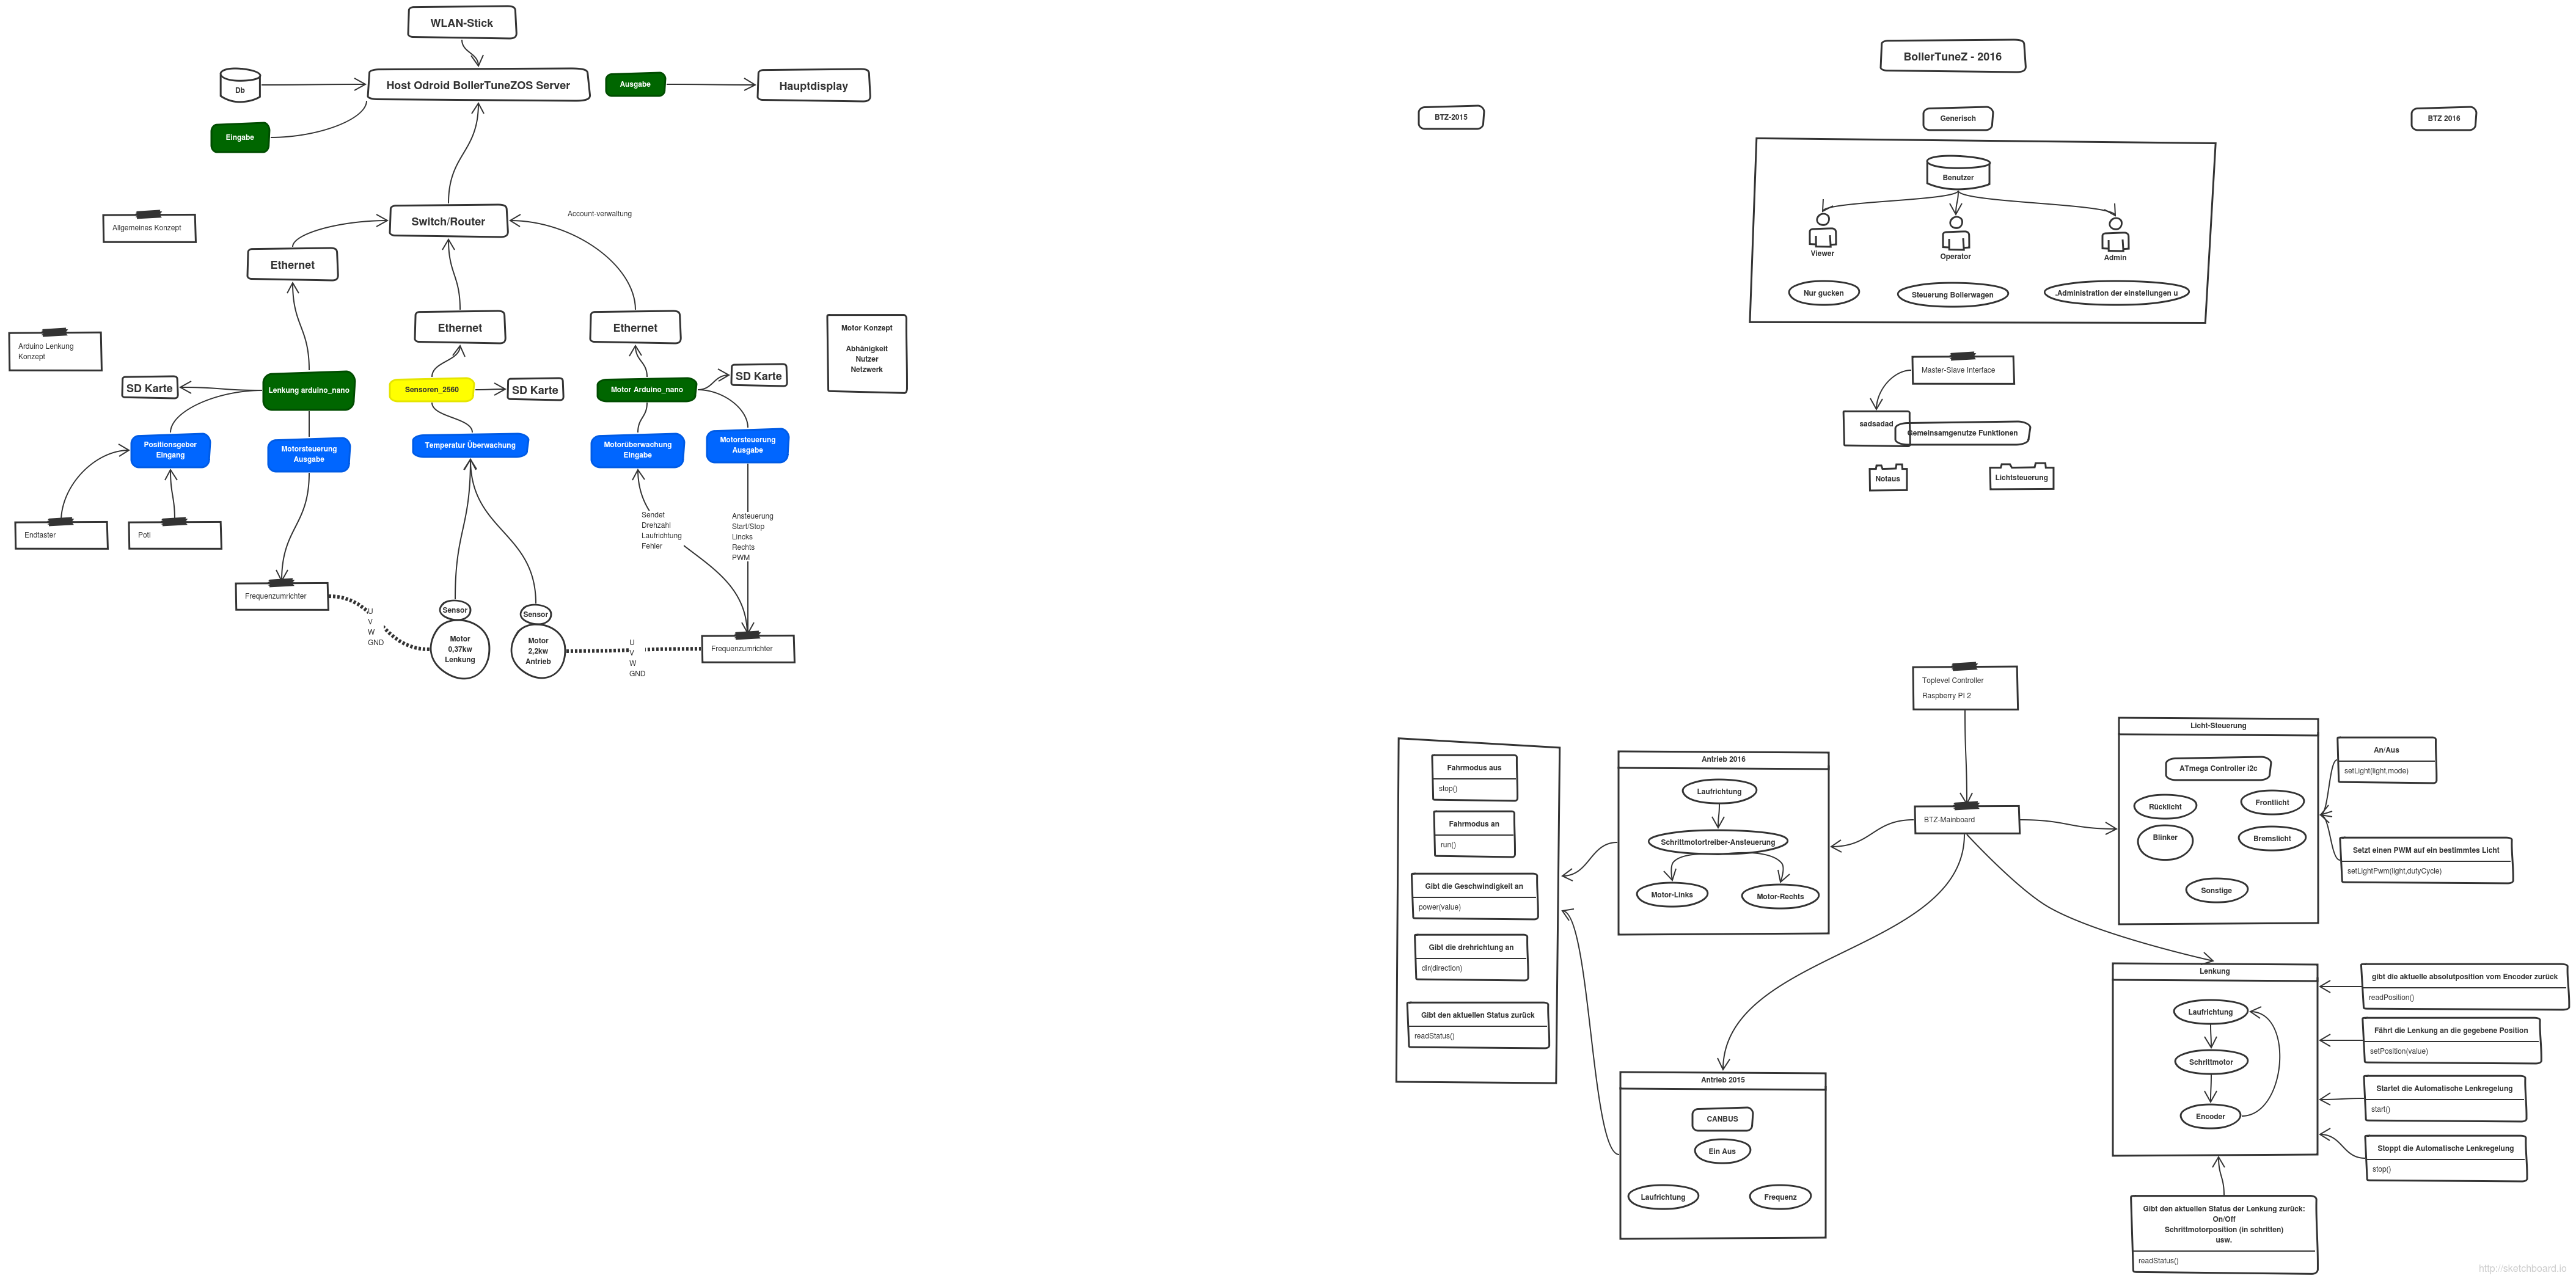 WLAN-Stick
Db
Host Odroid BollerTuneZOS Server
Ausgabe
Hauptdisplay
Eingabe
Allgemeines Konzept
Switch/Router
Account-verwaltung
Ethernet
Arduino Lenkung
Konzept
Ethernet
Ethernet
Motor Konzept
Abhänigkeit
Nutzer
Netzwerk
SD Karte
Lenkung arduino_nano
Sensoren_2560
SD Karte
Motor Arduino_nano
SD Karte
Positionsgeber
Eingang
Motorsteuerung
Ausgabe
Temperatur Überwachung
Motorüberwachung
Eingabe
Motorsteuerung
Ausgabe
Endtaster
Poti
Sendet
Drehzahl
Laufrichtung
Fehler
Ansteuerung
Start/Stop
Lincks
Rechts
PWM
Frequenzumrichter
U
V
W
GND
Sensor
Motor
0,37kw
Lenkung
Sensor
Motor
2,2kw
Antrieb
U
V
W
GND
Frequenzumrichter
BollerTuneZ - 2016
BTZ-2015
Generisch
BTZ 2016
Benutzer
Viewer
Operator
Admin
Nur gucken
Steuerung Bollerwagen
.Administration der einstellungen u
Master-Slave Interface
sadsadad
Gemeinsamgenutze Funktionen
Notaus
Lichtsteuerung
Toplevel Controller
Raspberry PI 2
BTZ-Mainboard
Fahrmodus aus
stop()
Fahrmodus an
run()
Gibt die Geschwindigkeit an
power(value)
Gibt die drehrichtung an
dir(direction)
Gibt den aktuellen Status zurück
readStatus()
Antrieb 2016
Laufrichtung
Schrittmotortreiber-Ansteuerung
Motor-Links
Motor-Rechts
Antrieb 2015
CANBUS
Ein Aus
Laufrichtung
Frequenz
Licht-Steuerung
ATmega Controller i2c
Rücklicht
Frontlicht
Blinker
Bremslicht
Sonstige
An/Aus
setLight(light,mode)
Setzt einen PWM auf ein bestimmtes Licht
setLightPwm(light,dutyCycle)
Lenkung
Laufrichtung
Schrittmotor
Encoder
gibt die aktuelle absolutposition vom Encoder zurück
readPosition()
Fährt die Lenkung an die gegebene Position
setPosition(value)
Startet die Automatische Lenkregelung
start()
Stoppt die Automatische Lenkregelung
stop()
Gibt den aktuellen Status der Lenkung zurück:
On/Off
Schrittmotorposition (in schritten)
usw.
readStatus()
http://sketchboard.io